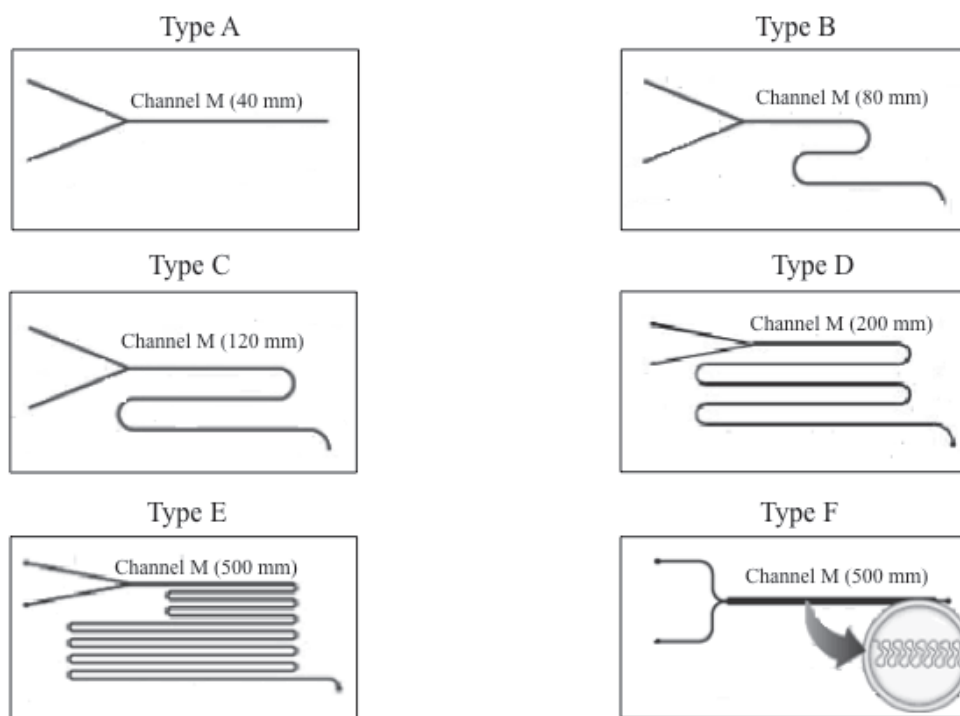 Type A
Channel M (40 mm)
Type B
Channel M (80 mm)
Type C
Channel M (120 mm)
Type D
Channel M (200 mm)
Type E
Channel M (500 mm)
Type F
Channel M (500 mm)